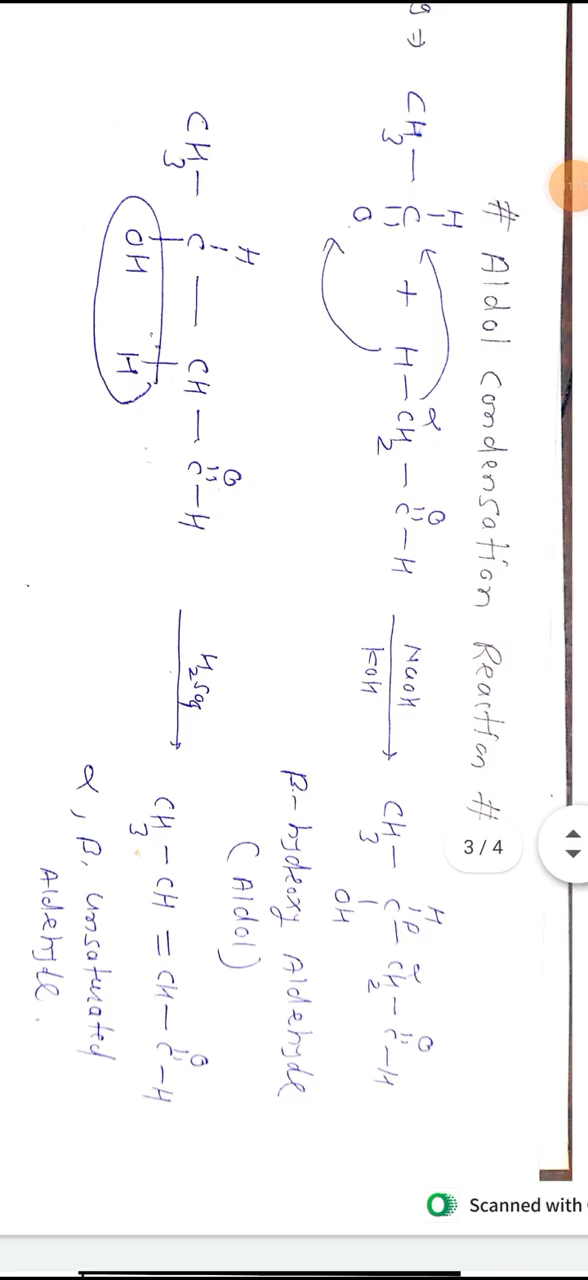 # Aldol Condensation Reaction #
g ⇒ CH3 — C(H)(=O) + H — CH2 — C(=O) — H →(NaOH / KOH) CH3 — C(H)(OH) — CH2 — C(=O) — H
α
β α
β-hydroxy Aldehyde
(Aldol)
CH3 — C(H)(OH) — CH(H) — C(=O) — H →(H2SO4) CH3 — CH = CH — C(=O) — H
α, β, unsaturated
Aldehyde.
3 / 4
Scanned with